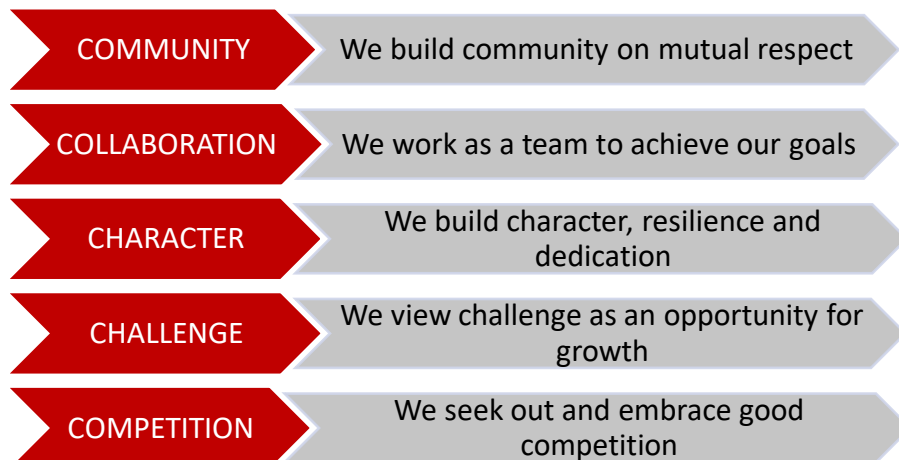 COMMUNITY
We build community on mutual respect
COLLABORATION
We work as a team to achieve our goals
CHARACTER
We build character, resilience and
dedication
CHALLENGE
We view challenge as an opportunity for
growth
COMPETITION
We seek out and embrace good
competition